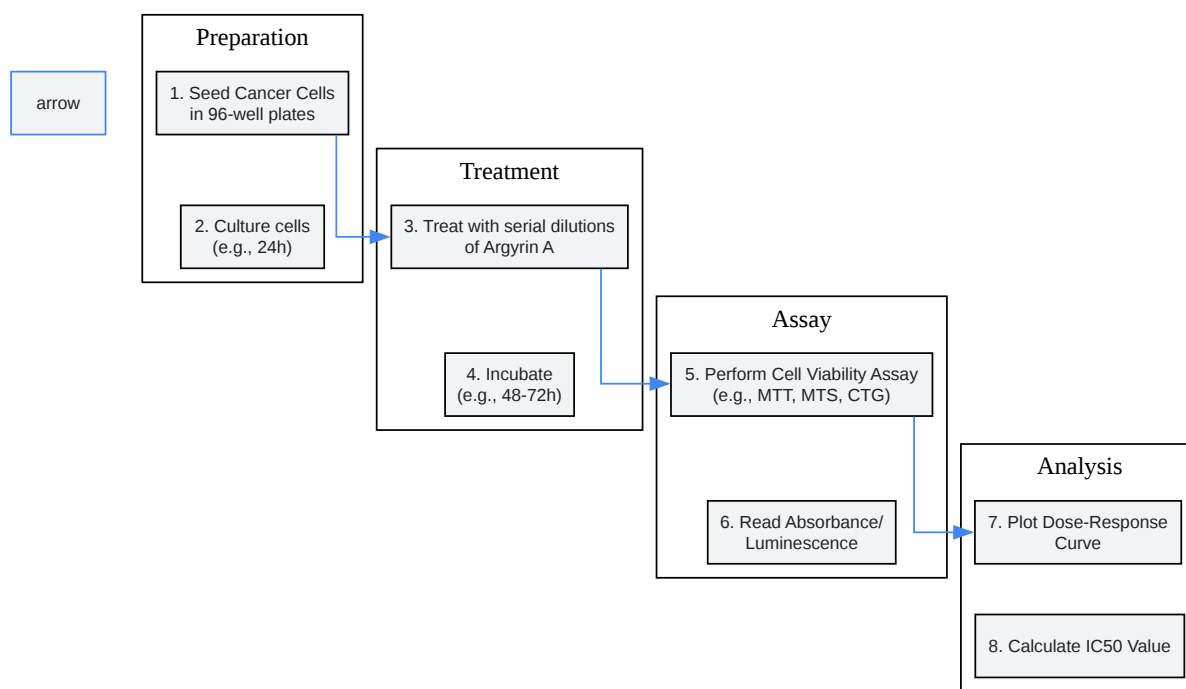 Preparation
arrow
1. Seed Cancer Cells
in 96-well plates
2. Culture cells
(e.g., 24h)
Treatment
3. Treat with serial dilutions
of Argyrin A
4. Incubate
(e.g., 48-72h)
Assay
5. Perform Cell Viability Assay
(e.g., MTT, MTS, CTG)
6. Read Absorbance/
Luminescence
Analysis
7. Plot Dose-Response
Curve
8. Calculate IC50 Value